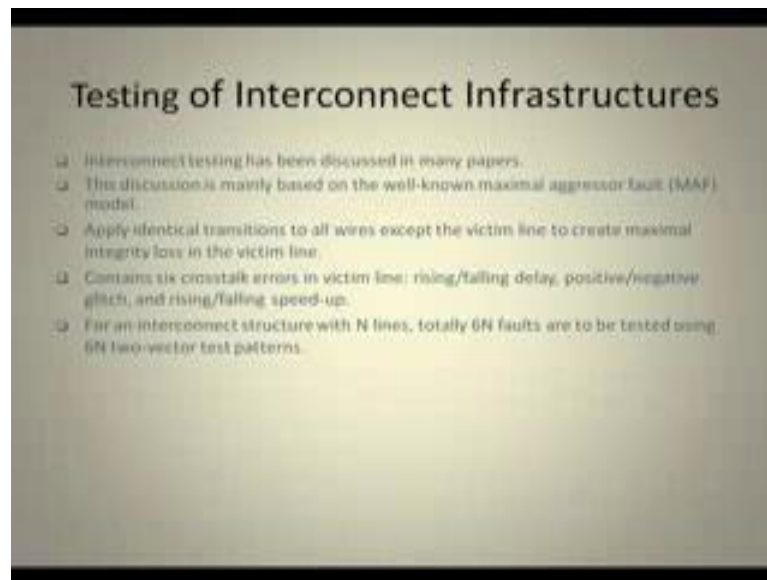 Testing of Interconnect Infrastructures
Interconnect testing has been discussed in many papers.
This discussion is mainly based on the well-known maximal aggressor fault (MAF)
model.
Apply identical transitions to all wires except the victim line to create maximal
integrity loss in the victim line.
Contains six crosstalk errors in victim line: rising/falling delay, positive/negative
glitch, and rising/falling speed-up.
For an interconnect structure with N lines, totally 6N faults are to be tested using
6N two-vector test patterns.